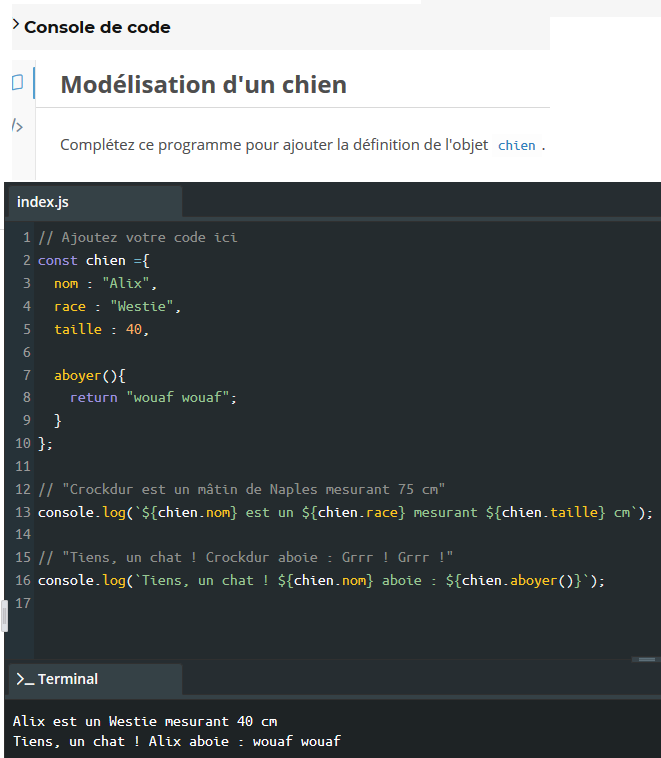 > Console de code
Modélisation d'un chien
/>
Complétez ce programme pour ajouter la définition de l'objet chien .
index.js
1 // Ajoutez votre code ici
2 const chien ={
3   nom : "Alix",
4   race : "Westie",
5   taille : 40,
6
7   aboyer(){
8     return "wouaf wouaf";
9   }
10 };
11
12 // "Crockdur est un mâtin de Naples mesurant 75 cm"
13 console.log(`${chien.nom} est un ${chien.race} mesurant ${chien.taille} cm`);
14
15 // "Tiens, un chat ! Crockdur aboie : Grrr ! Grrr !"
16 console.log(`Tiens, un chat ! ${chien.nom} aboie : ${chien.aboyer()}`);
17
>_ Terminal
Alix est un Westie mesurant 40 cm
Tiens, un chat ! Alix aboie : wouaf wouaf